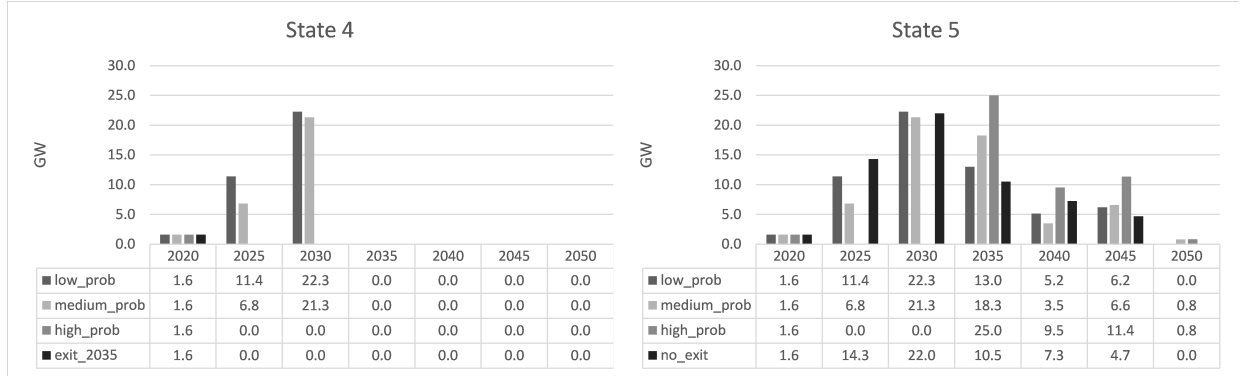 State 4
30.0
25.0
20.0
15.0
10.0
5.0
0.0
GW
2020 2025 2030 2035 2040 2045 2050
low_prob 1.6 11.4 22.3 0.0 0.0 0.0 0.0
medium_prob 1.6 6.8 21.3 0.0 0.0 0.0 0.0
high_prob 1.6 0.0 0.0 0.0 0.0 0.0 0.0
exit_2035 1.6 0.0 0.0 0.0 0.0 0.0 0.0
State 5
30.0
25.0
20.0
15.0
10.0
5.0
0.0
GW
2020 2025 2030 2035 2040 2045 2050
low_prob 1.6 11.4 22.3 13.0 5.2 6.2 0.0
medium_prob 1.6 6.8 21.3 18.3 3.5 6.6 0.8
high_prob 1.6 0.0 0.0 25.0 9.5 11.4 0.8
no_exit 1.6 14.3 22.0 10.5 7.3 4.7 0.0